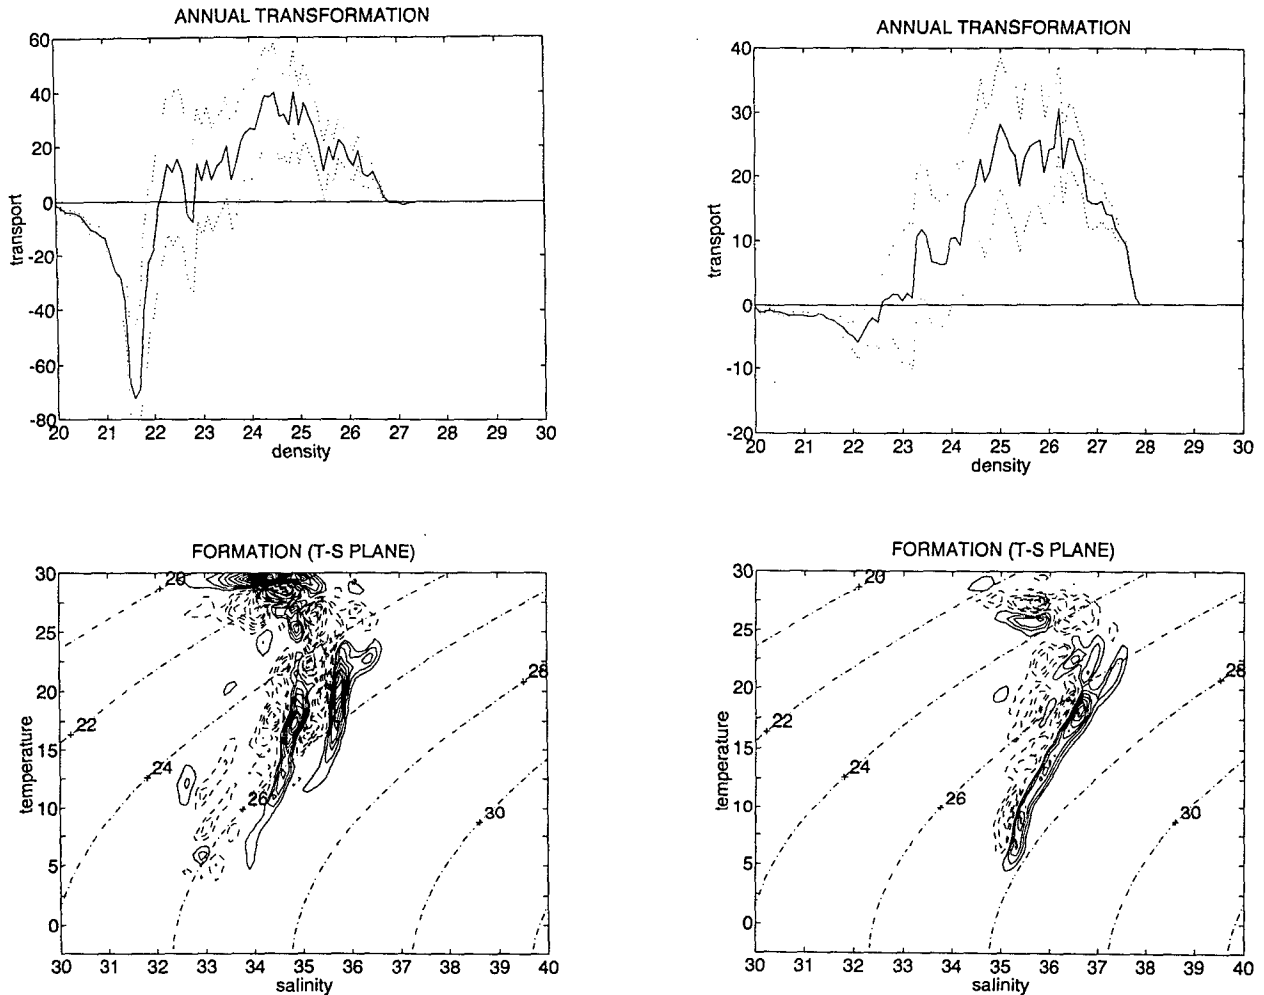 ANNUAL TRANSFORMATION
60
40
20
0
-20
-40
-60
-80
transport
20 21 22 23 24 25 26 27 28 29 30
density
ANNUAL TRANSFORMATION
40
30
20
10
0
-10
-20
transport
20 21 22 23 24 25 26 27 28 29 30
density
FORMATION (T-S PLANE)
30
25
20
15
10
5
0
temperature
20
22
24
26
28
30
30 31 32 33 34 35 36 37 38 39 40
salinity
FORMATION (T-S PLANE)
30
25
20
15
10
5
0
temperature
20
22
24
26
28
30
30 31 32 33 34 35 36 37 38 39 40
salinity